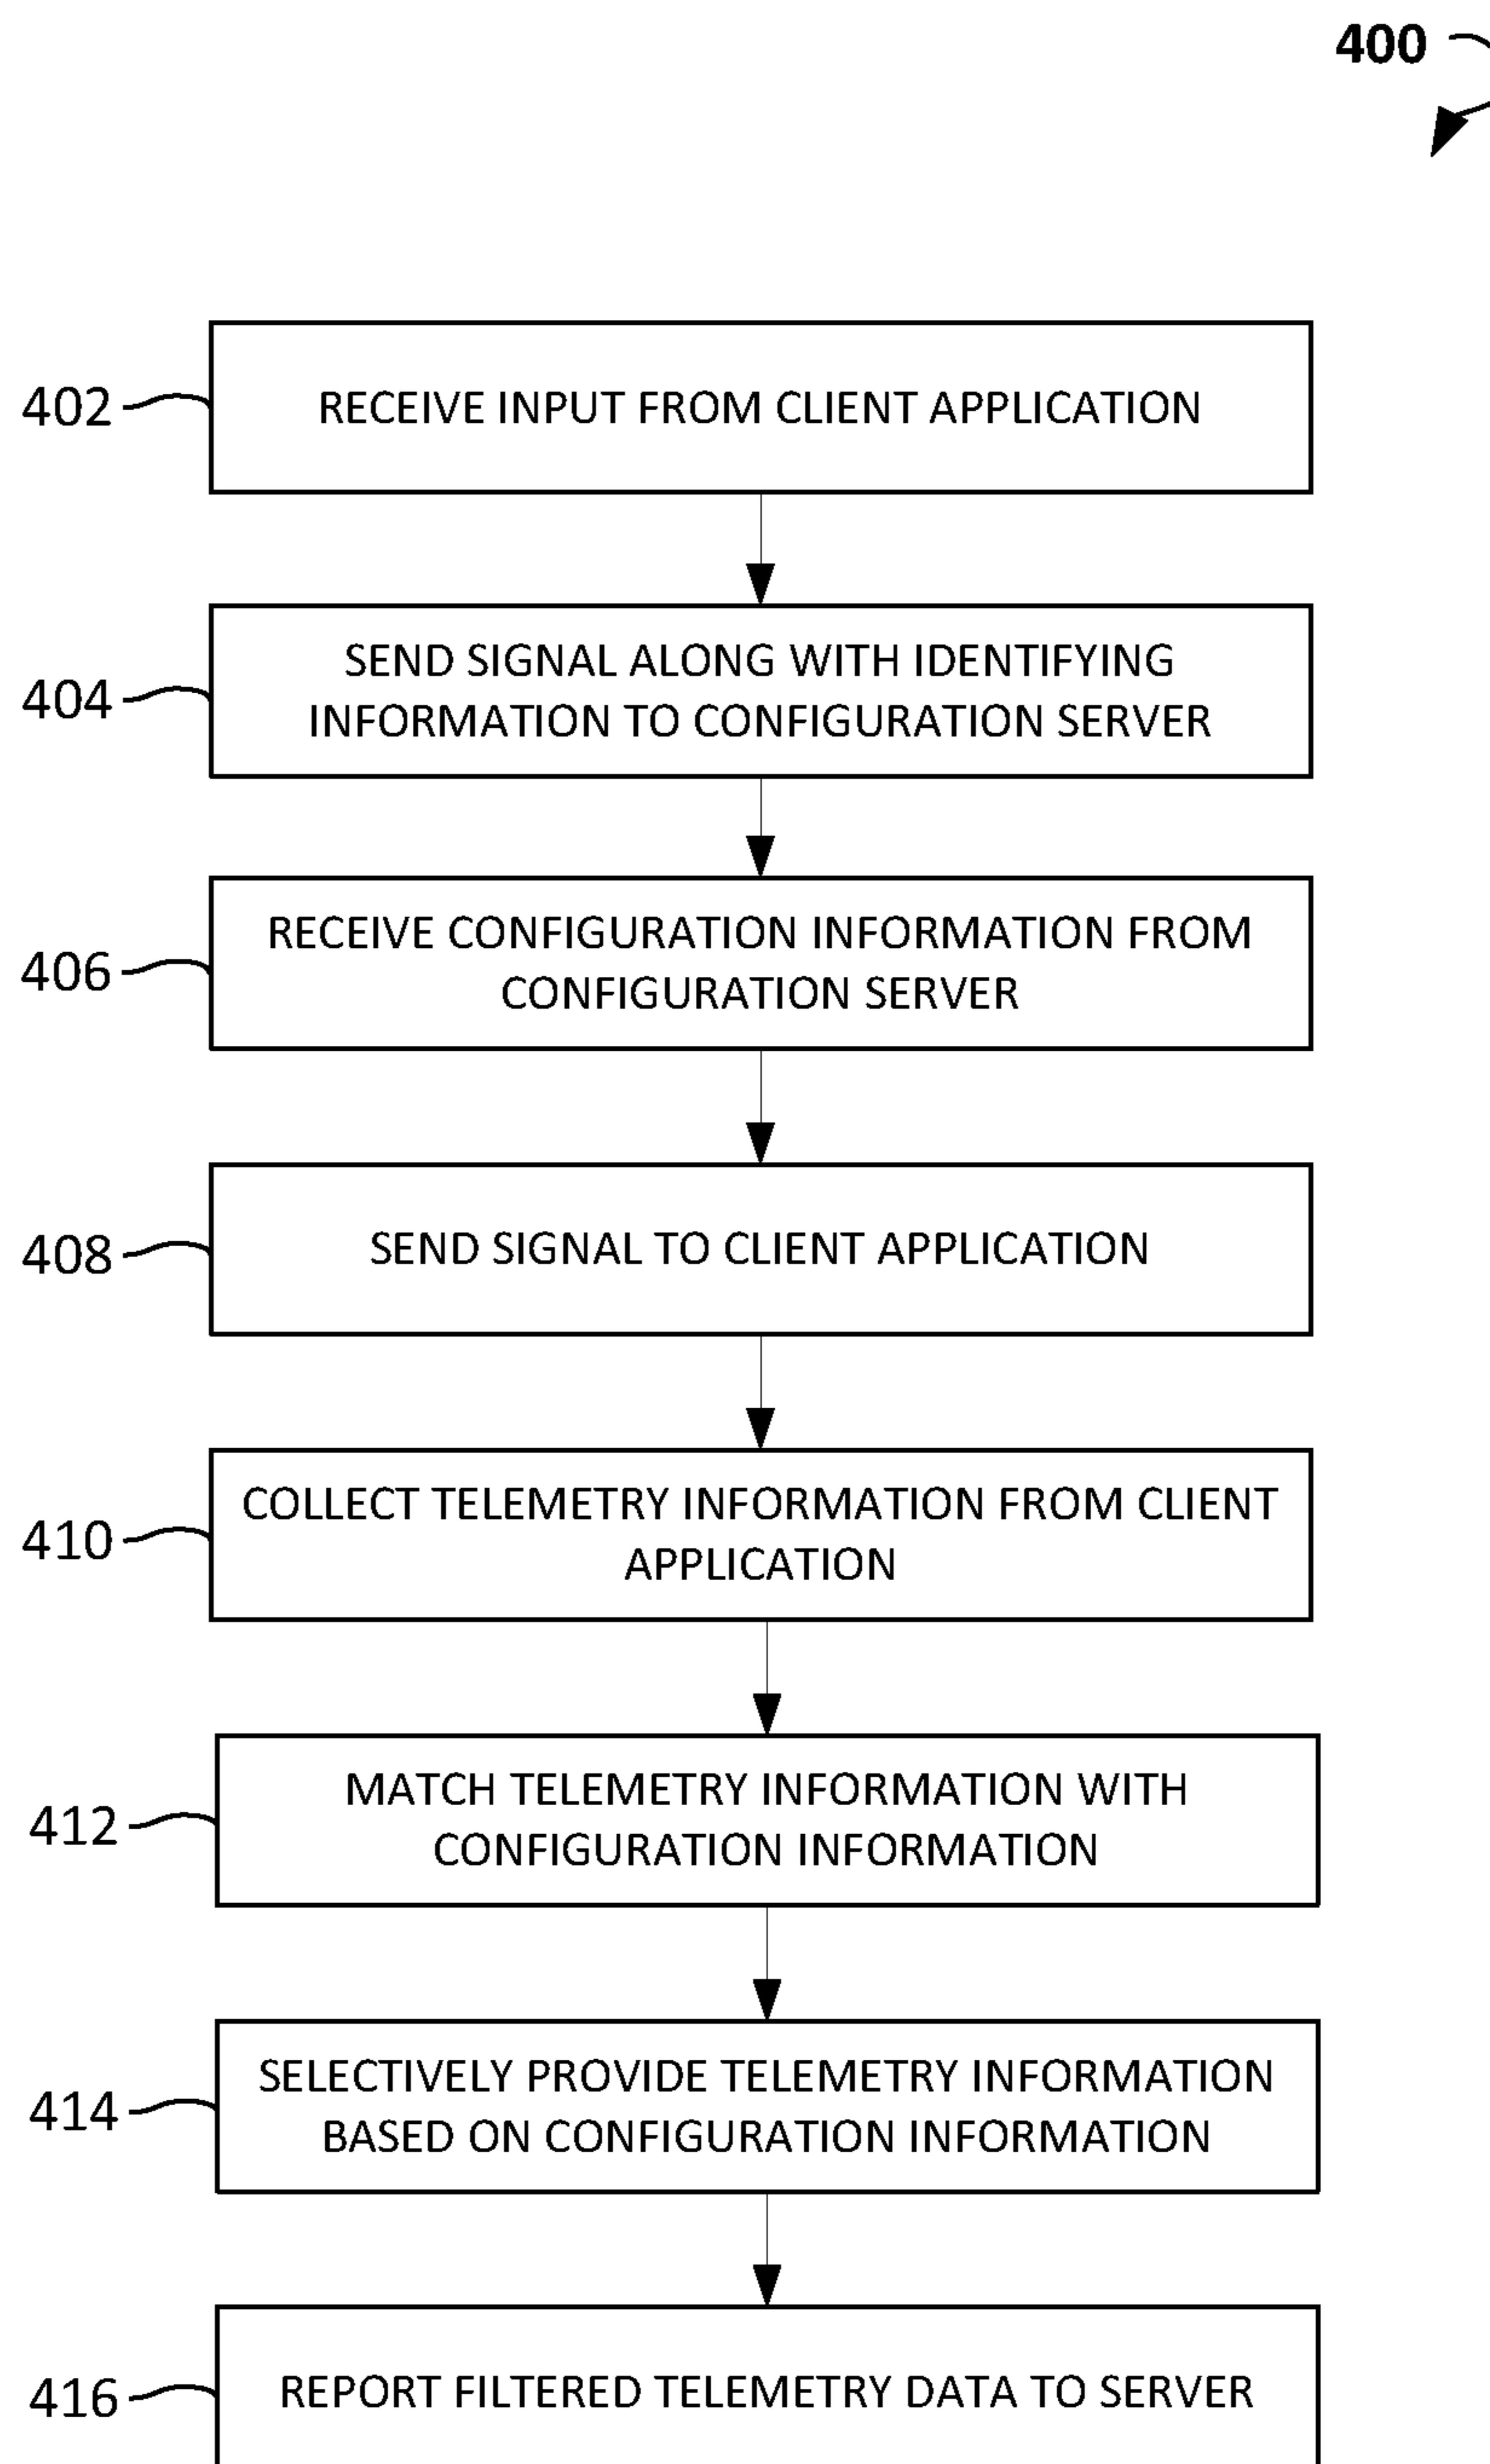 400
402
RECEIVE INPUT FROM CLIENT APPLICATION
404
SEND SIGNAL ALONG WITH IDENTIFYING
INFORMATION TO CONFIGURATION SERVER
406
RECEIVE CONFIGURATION INFORMATION FROM
CONFIGURATION SERVER
408
SEND SIGNAL TO CLIENT APPLICATION
410
COLLECT TELEMETRY INFORMATION FROM CLIENT
APPLICATION
412
MATCH TELEMETRY INFORMATION WITH
CONFIGURATION INFORMATION
414
SELECTIVELY PROVIDE TELEMETRY INFORMATION
BASED ON CONFIGURATION INFORMATION
416
REPORT FILTERED TELEMETRY DATA TO SERVER